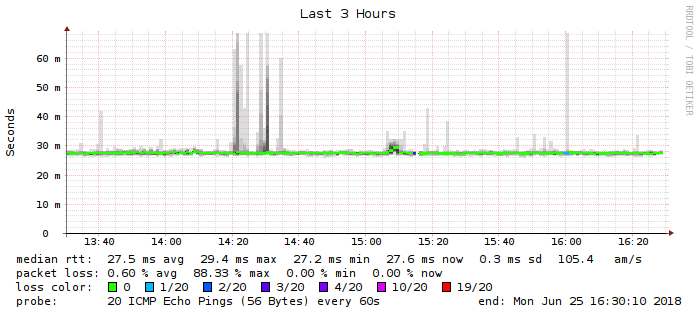 Last 3 Hours
RRDTOOL / TOBI OETIKER
Seconds
60 m
50 m
40 m
30 m
20 m
10 m
0
13:40 14:00 14:20 14:40 15:00 15:20 15:40 16:00 16:20
median rtt: 27.5 ms avg 29.4 ms max 27.2 ms min 27.6 ms now 0.3 ms sd 105.4 am/s
packet loss: 0.60 % avg 88.33 % max 0.00 % min 0.00 % now
loss color: 0 1/20 2/20 3/20 4/20 10/20 19/20
probe: 20 ICMP Echo Pings (56 Bytes) every 60s end: Mon Jun 25 16:30:10 2018